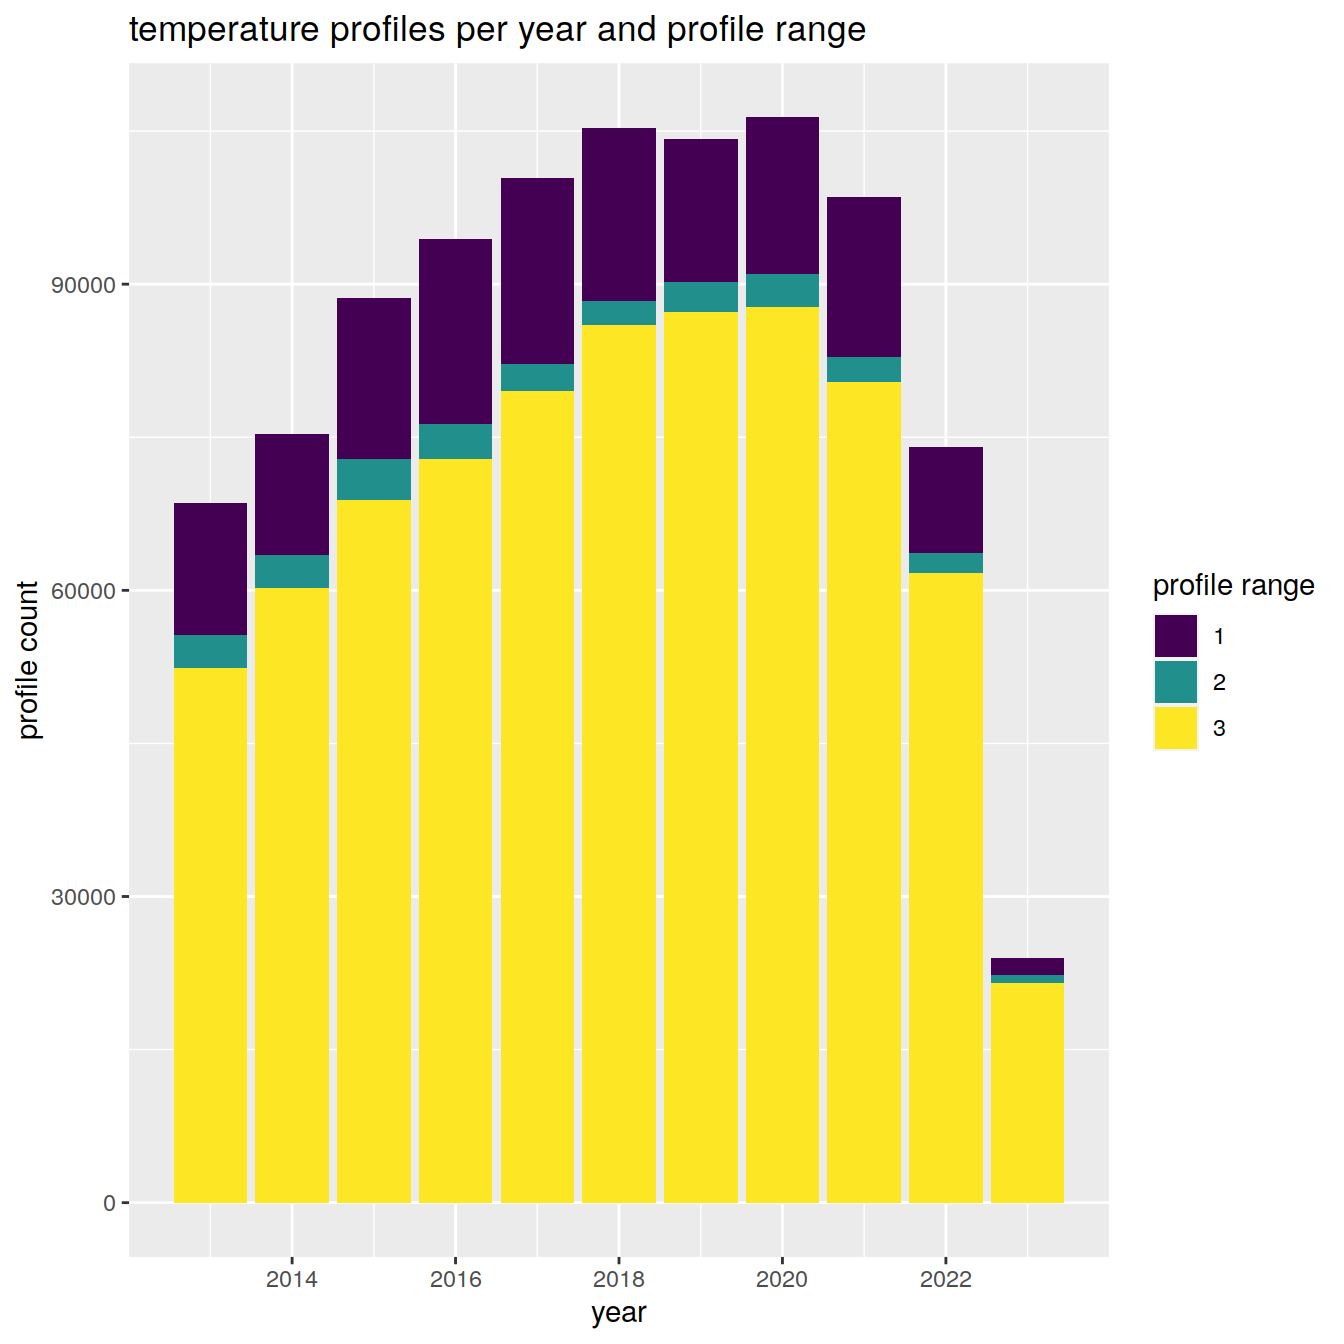 temperature profiles per year and profile range
profile count
90000
60000
30000
0
2014 2016 2018 2020 2022
year
profile range
1
2
3